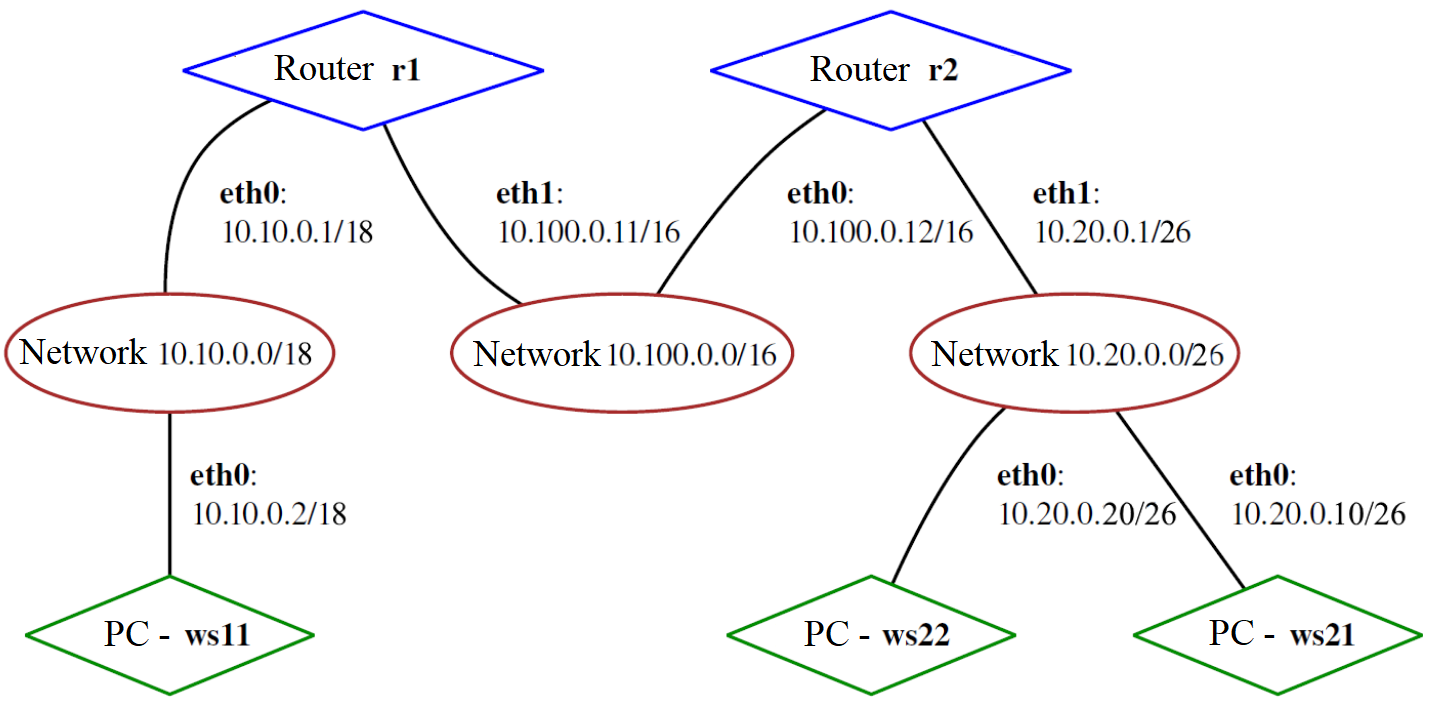 Router r1
Router r2
eth0:
10.10.0.1/18
eth1:
10.100.0.11/16
eth0:
10.100.0.12/16
eth1:
10.20.0.1/26
Network 10.10.0.0/18
Network 10.100.0.0/16
Network 10.20.0.0/26
eth0:
10.10.0.2/18
eth0:
10.20.0.20/26
eth0:
10.20.0.10/26
PC - ws11
PC - ws22
PC - ws21